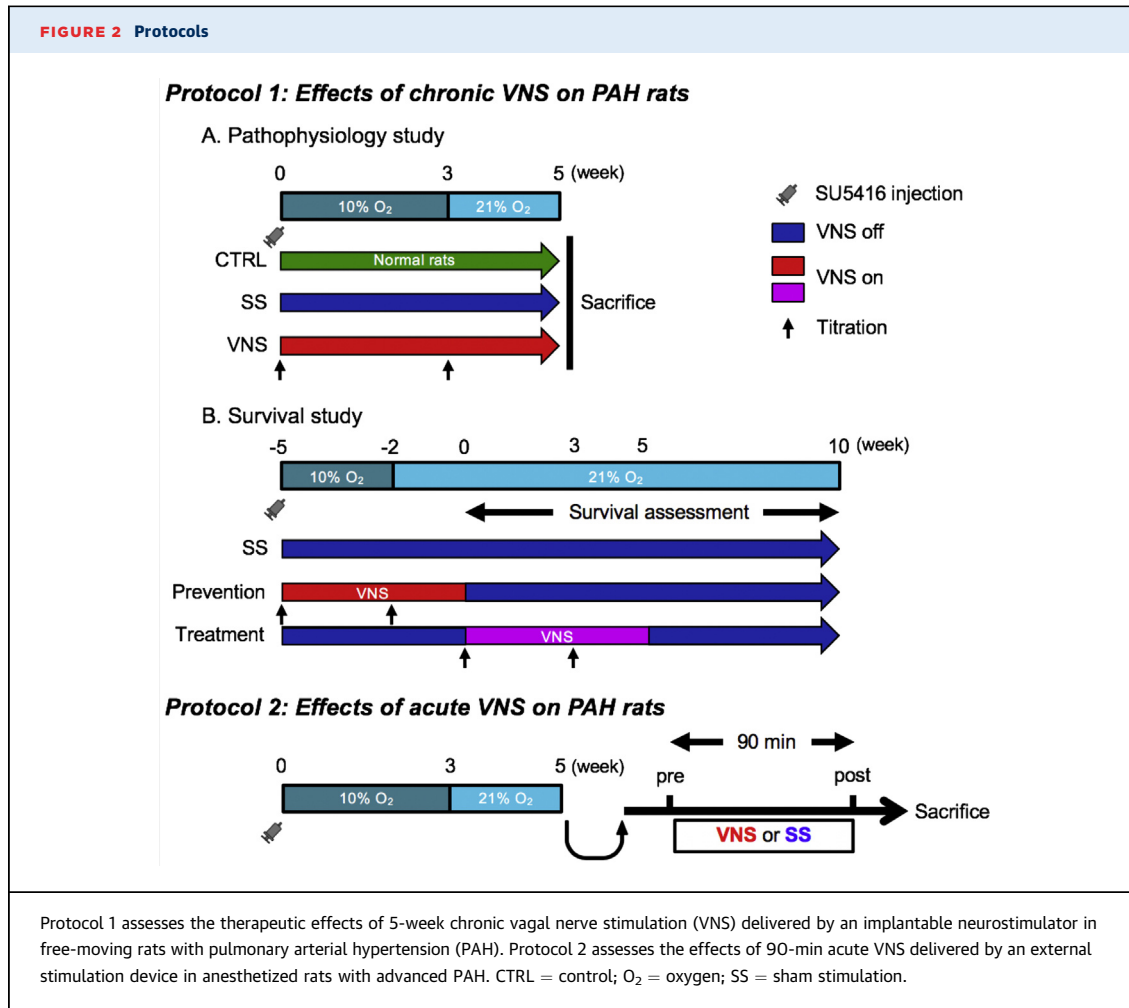 FIGURE 2 Protocols
Protocol 1: Effects of chronic VNS on PAH rats
A. Pathophysiology study
0 3 5 (week)
10% O₂ 21% O₂
CTRL Normal rats
SS
VNS
Sacrifice
SU5416 injection
VNS off
VNS on
Titration
B. Survival study
-5 -2 0 3 5 10 (week)
10% O₂ 21% O₂
Survival assessment
SS
Prevention VNS
Treatment VNS
Protocol 2: Effects of acute VNS on PAH rats
0 3 5 (week)
10% O₂ 21% O₂
90 min
pre post
Sacrifice
VNS or SS
Protocol 1 assesses the therapeutic effects of 5-week chronic vagal nerve stimulation (VNS) delivered by an implantable neurostimulator in
free-moving rats with pulmonary arterial hypertension (PAH). Protocol 2 assesses the effects of 90-min acute VNS delivered by an external
stimulation device in anesthetized rats with advanced PAH. CTRL = control; O₂ = oxygen; SS = sham stimulation.